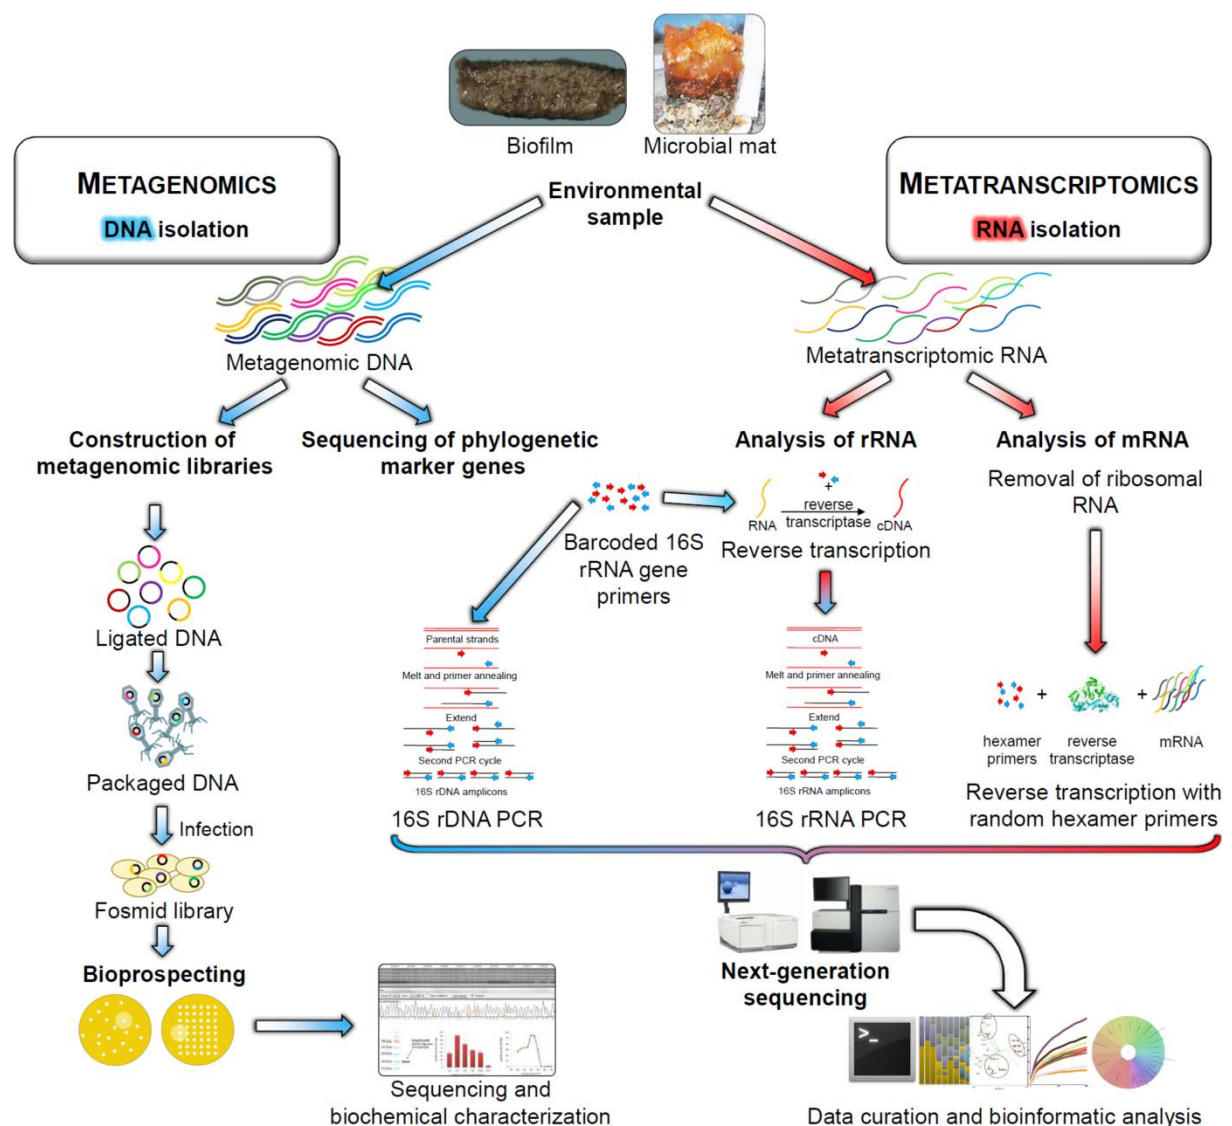 Biofilm
Microbial mat
METAGENOMICS
DNA isolation
Environmental
sample
METATRANSCRIPTOMICS
RNA isolation
Metagenomic DNA
Metatranscriptomic RNA
Construction of
metagenomic libraries
Sequencing of phylogenetic
marker genes
Analysis of rRNA
Analysis of mRNA
Removal of ribosomal
RNA
+
reverse
transcriptase
RNA
cDNA
Reverse transcription
Barcoded 16S
rRNA gene
primers
Ligated DNA
Packaged DNA
Infection
Fosmid library
Bioprospecting
Parental strands
Melt and primer annealing
Extend
Second PCR cycle
16S rDNA amplicons
16S rDNA PCR
cDNA
Melt and primer annealing
Extend
Second PCR cycle
16S rRNA amplicons
16S rRNA PCR
+ +
hexamer
primers
reverse
transcriptase
mRNA
Reverse transcription with
random hexamer primers
Next-generation
sequencing
>_
Sequencing and
biochemical characterization
Data curation and bioinformatic analysis